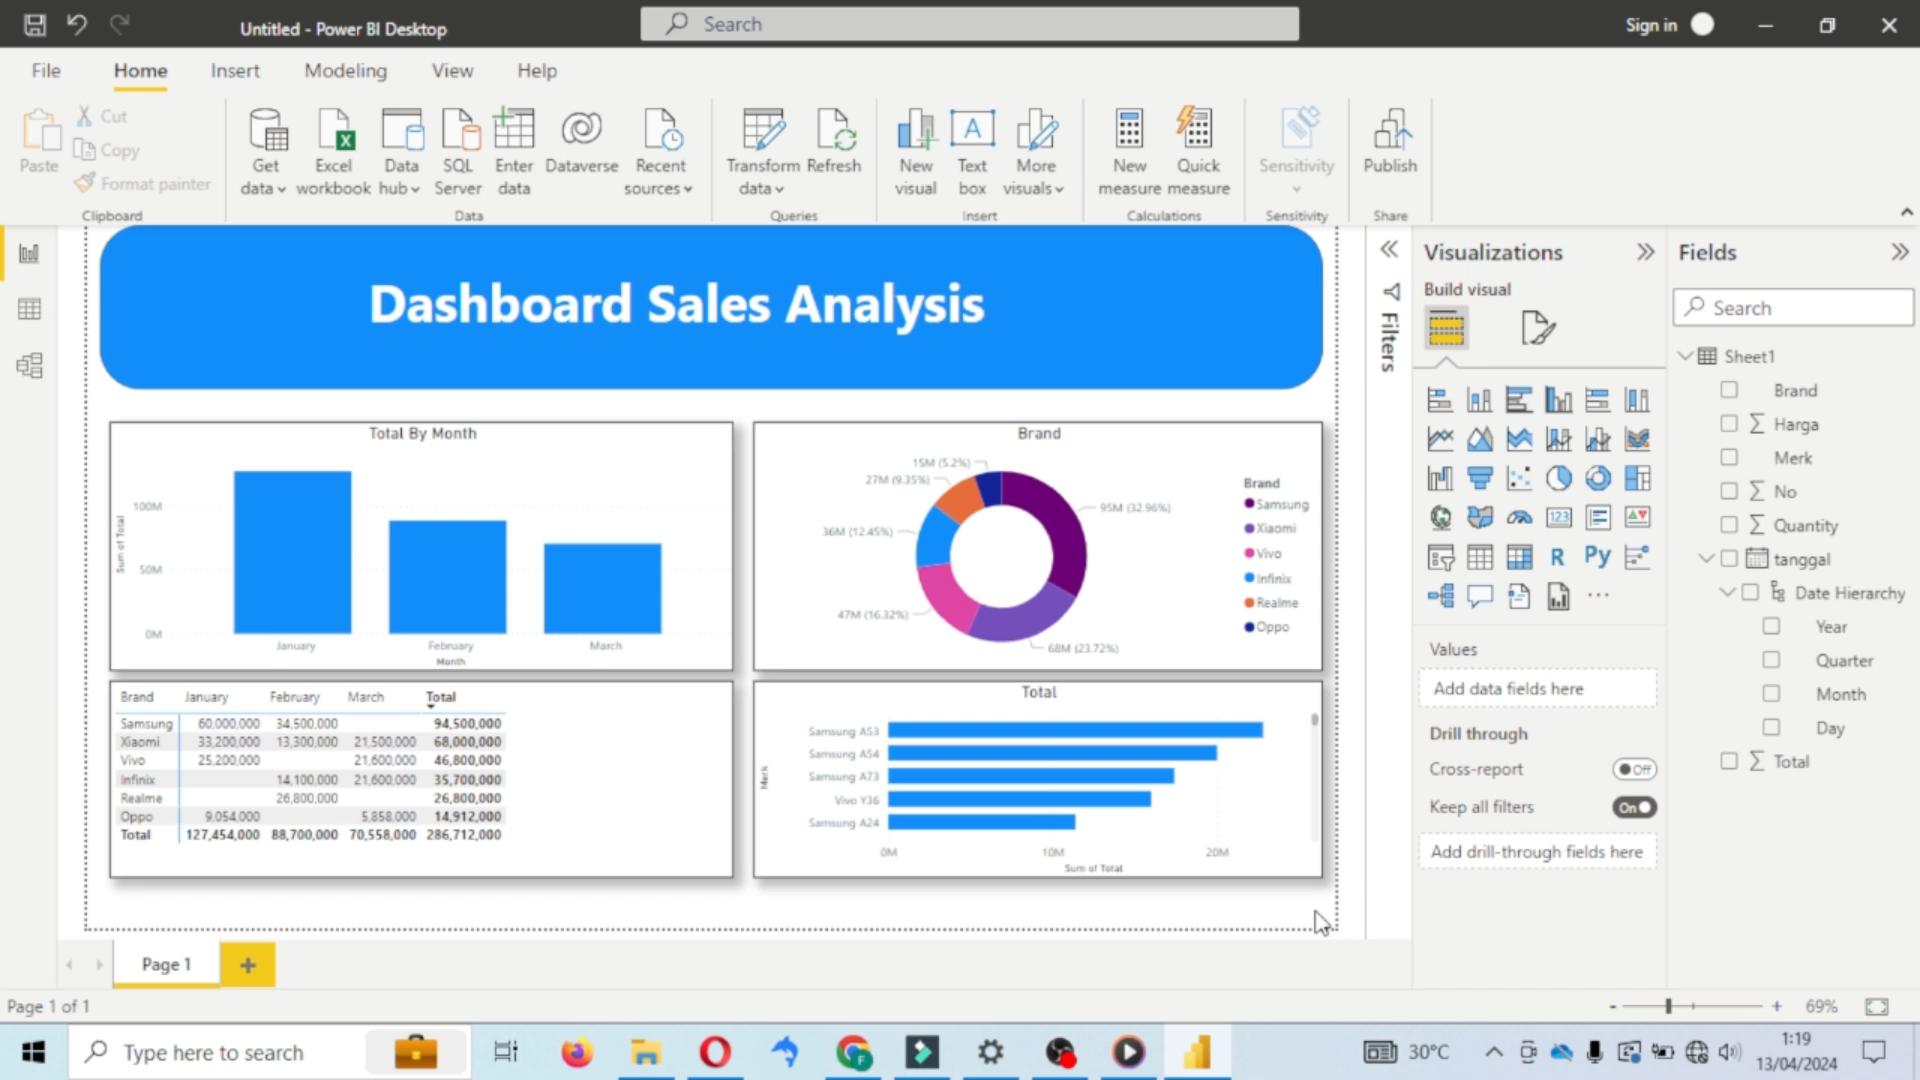 Untitled - Power BI Desktop
Search
Sign in
File
Home
Insert
Modeling
View
Help
Paste
Cut
Copy
Format painter
Clipboard
Get data
Excel workbook
Data hub
SQL Server
Enter data
Dataverse
Recent sources
Data
Transform data
Refresh
Queries
New visual
Text box
More visuals
Insert
New measure
Quick measure
Calculations
Sensitivity
Sensitivity
Publish
Share
Dashboard Sales Analysis
Total By Month
Sum of Total
100M
50M
0M
January
February
March
Month
Brand
15M (5.2%)
27M (9.35%)
36M (12.45%)
47M (16.32%)
95M (32.96%)
68M (23.72%)
Brand
Samsung
Xiaomi
Vivo
Infinix
Realme
Oppo
Brand January February March Total
Samsung 60,000,000 34,500,000 94,500,000
Xiaomi 33,200,000 13,300,000 21,500,000 68,000,000
Vivo 25,200,000 21,600,000 46,800,000
Infinix 14,100,000 21,600,000 35,700,000
Realme 26,800,000 26,800,000
Oppo 9,054,000 5,858,000 14,912,000
Total 127,454,000 88,700,000 70,558,000 286,712,000
Total
Merk
Samsung A53
Samsung A54
Samsung A73
Vivo Y36
Samsung A24
0M
10M
20M
Sum of Total
Filters
Visualizations
Build visual
123
R
Py
Values
Add data fields here
Drill through
Cross-report
Off
Keep all filters
On
Add drill-through fields here
Fields
Search
Sheet1
Brand
Harga
Merk
No
Quantity
tanggal
Date Hierarchy
Year
Quarter
Month
Day
Total
Page 1
Page 1 of 1
69%
Type here to search
30°C
1:19
13/04/2024